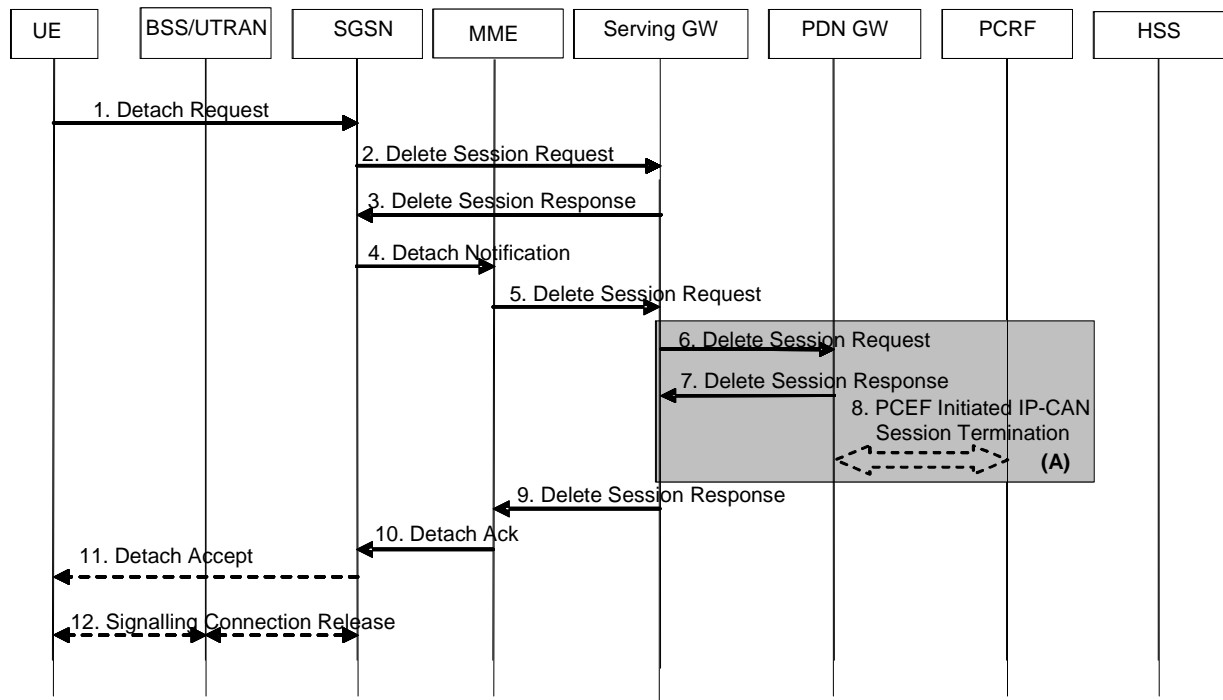 UE
BSS/UTRAN
SGSN
MME
Serving GW
PDN GW
PCRF
HSS
1. Detach Request
2. Delete Session Request
3. Delete Session Response
4. Detach Notification
5. Delete Session Request
6. Delete Session Request
7. Delete Session Response
8. PCEF Initiated IP-CAN
Session Termination
(A)
9. Delete Session Response
10. Detach Ack
11. Detach Accept
12. Signalling Connection Release